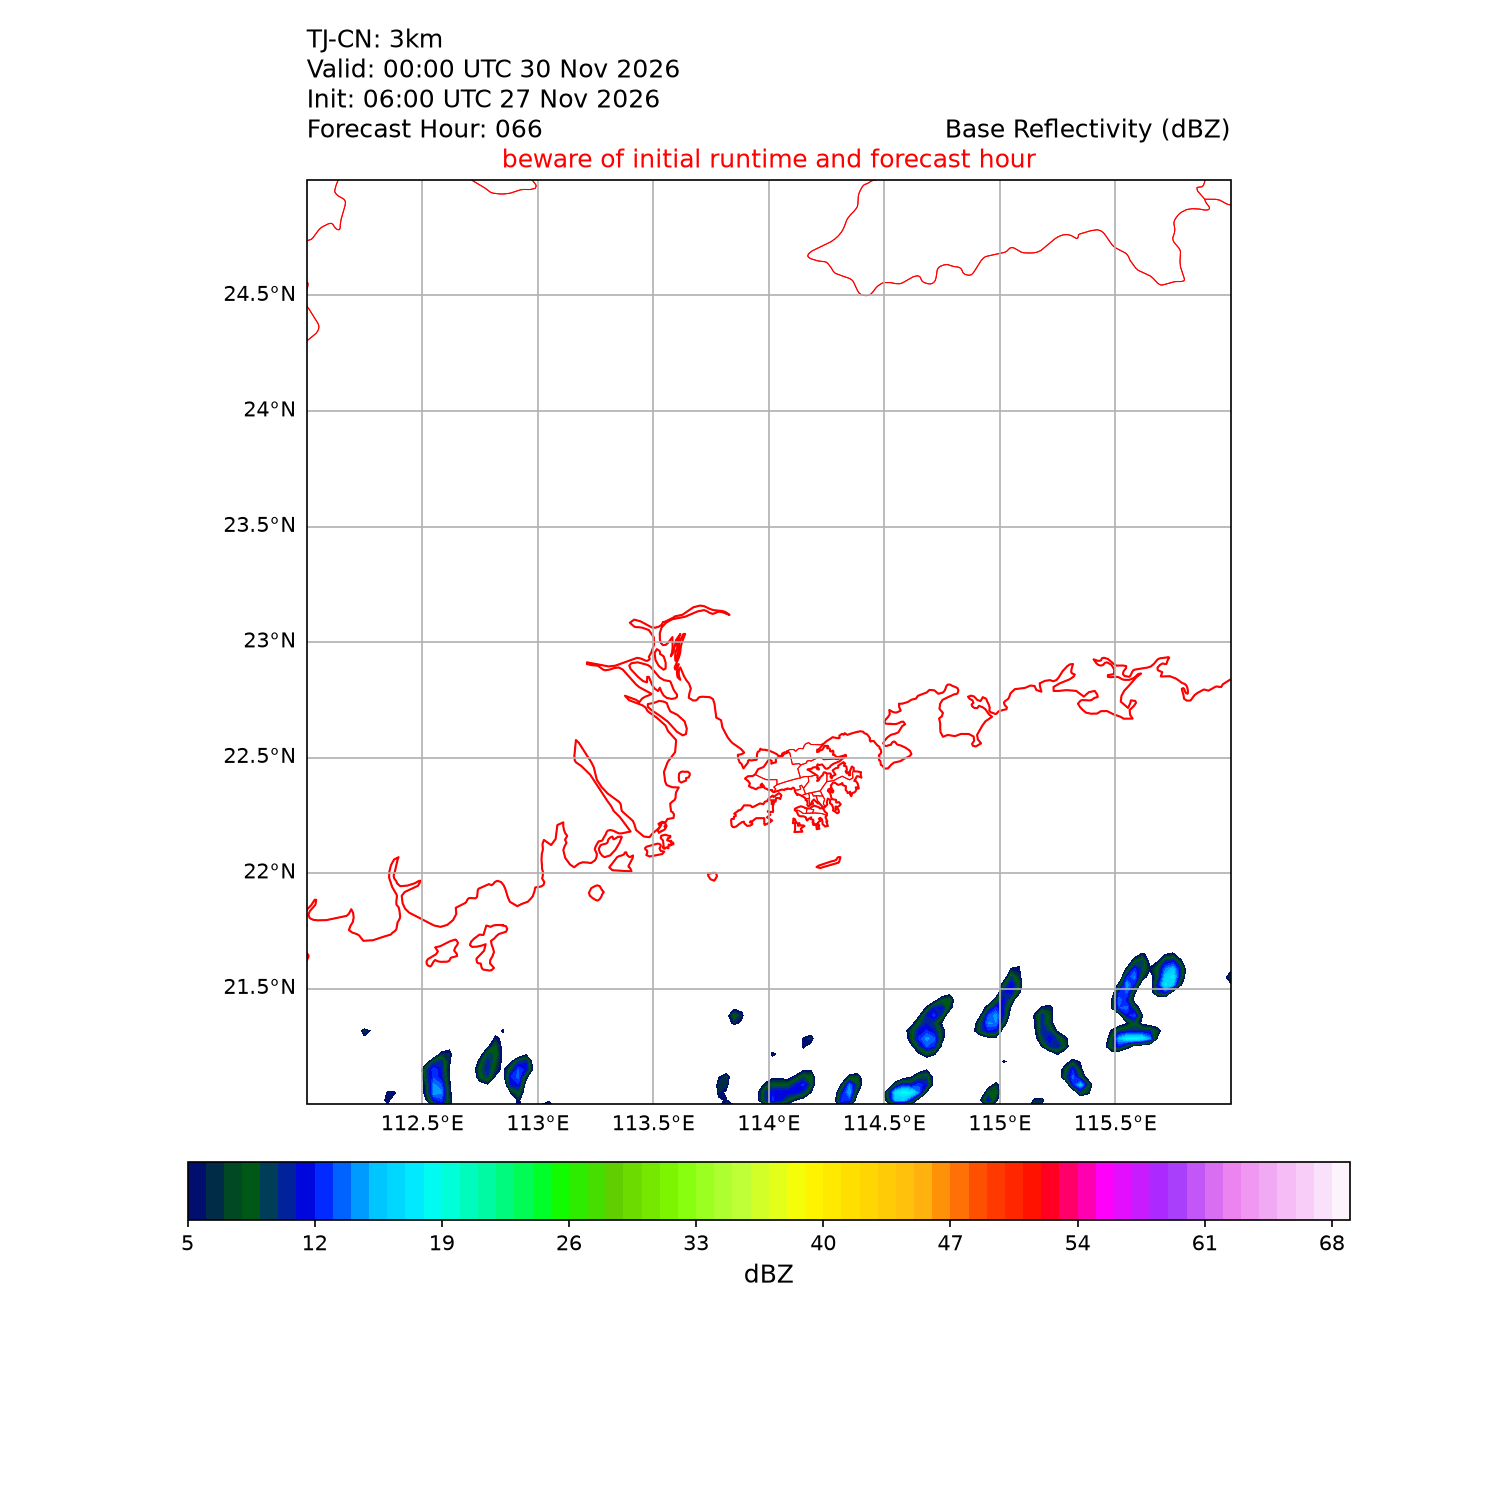 TJ-CN: 3km
Valid: 00:00 UTC 30 Nov 2026
Init: 06:00 UTC 27 Nov 2026
Forecast Hour: 066
Base Reflectivity (dBZ)
beware of initial runtime and forecast hour
24.5°N
24°N
23.5°N
23°N
22.5°N
22°N
21.5°N
112.5°E 113°E 113.5°E 114°E 114.5°E 115°E 115.5°E
5 12 19 26 33 40 47 54 61 68
dBZ